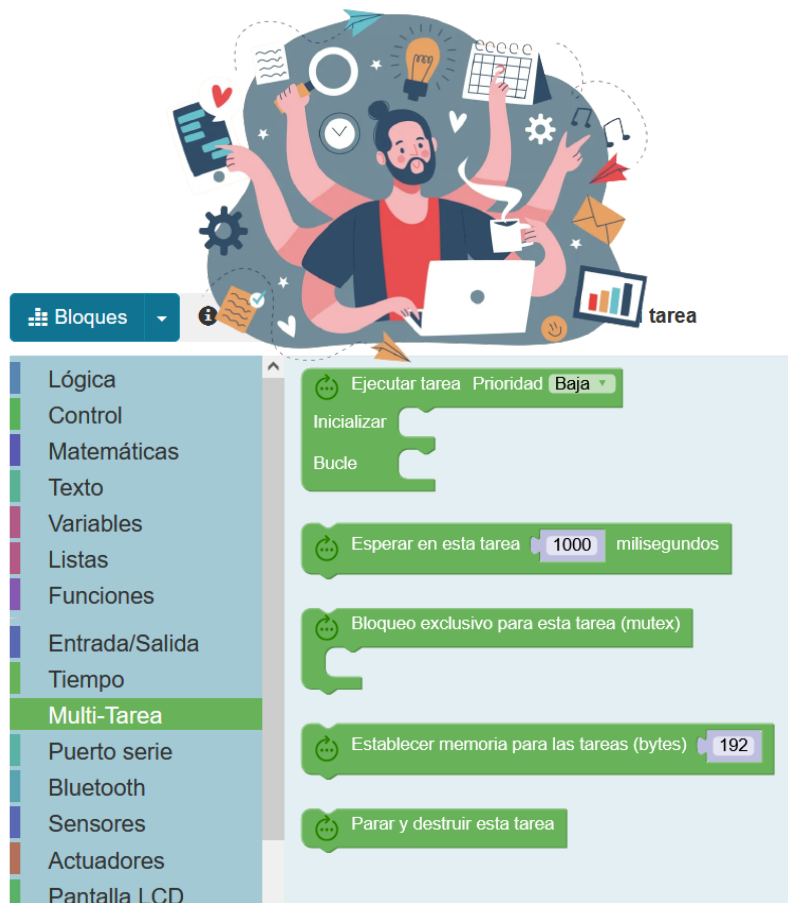 Bloques
tarea
Lógica
Control
Matemáticas
Texto
Variables
Listas
Funciones
Entrada/Salida
Tiempo
Multi-Tarea
Puerto serie
Bluetooth
Sensores
Actuadores
Pantalla LCD
Ejecutar tarea Prioridad Baja
Inicializar
Bucle
Esperar en esta tarea 1000 milisegundos
Bloqueo exclusivo para esta tarea (mutex)
Establecer memoria para las tareas (bytes) 192
Parar y destruir esta tarea